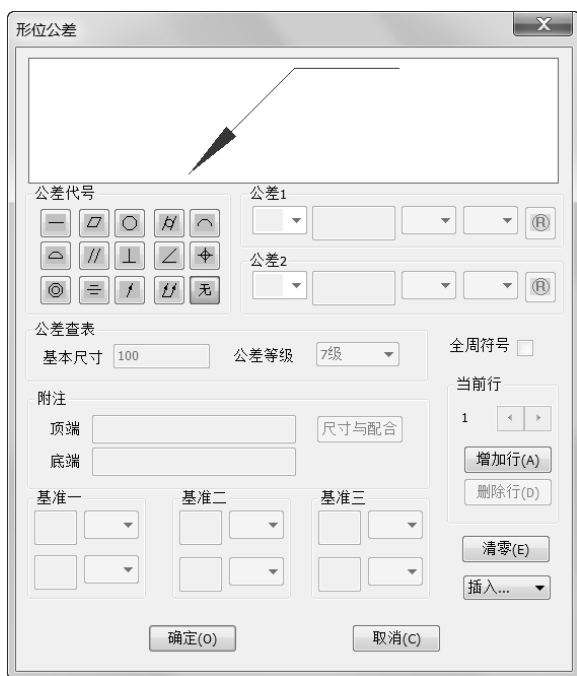 形位公差
X
公差代号
公差1
公差2
无
公差查表
基本尺寸 100 公差等级 7级
全周符号
附注
顶端 尺寸与配合
底端
当前行
1
增加行(A)
删除行(D)
基准一 基准二 基准三
清零(E)
插入...
确定(O) 取消(C)